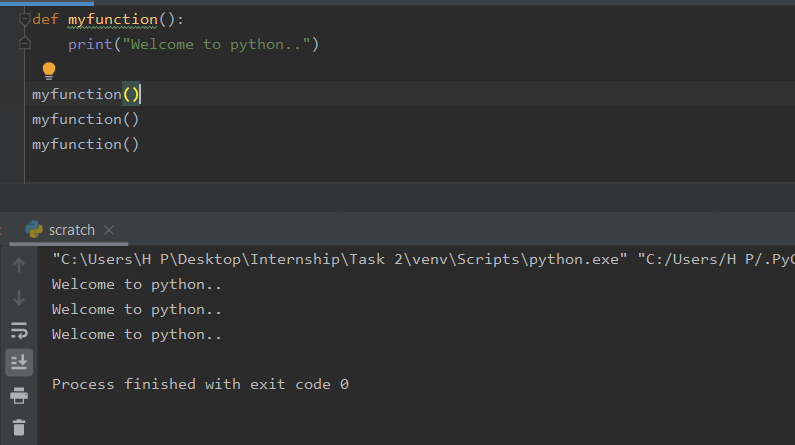 def myfunction():
    print("Welcome to python..")
myfunction()
myfunction()
myfunction()
scratch
"C:\Users\H P\Desktop\Internship\Task 2\venv\Scripts\python.exe" "C:/Users/H P/.PyC
Welcome to python..
Welcome to python..
Welcome to python..
Process finished with exit code 0